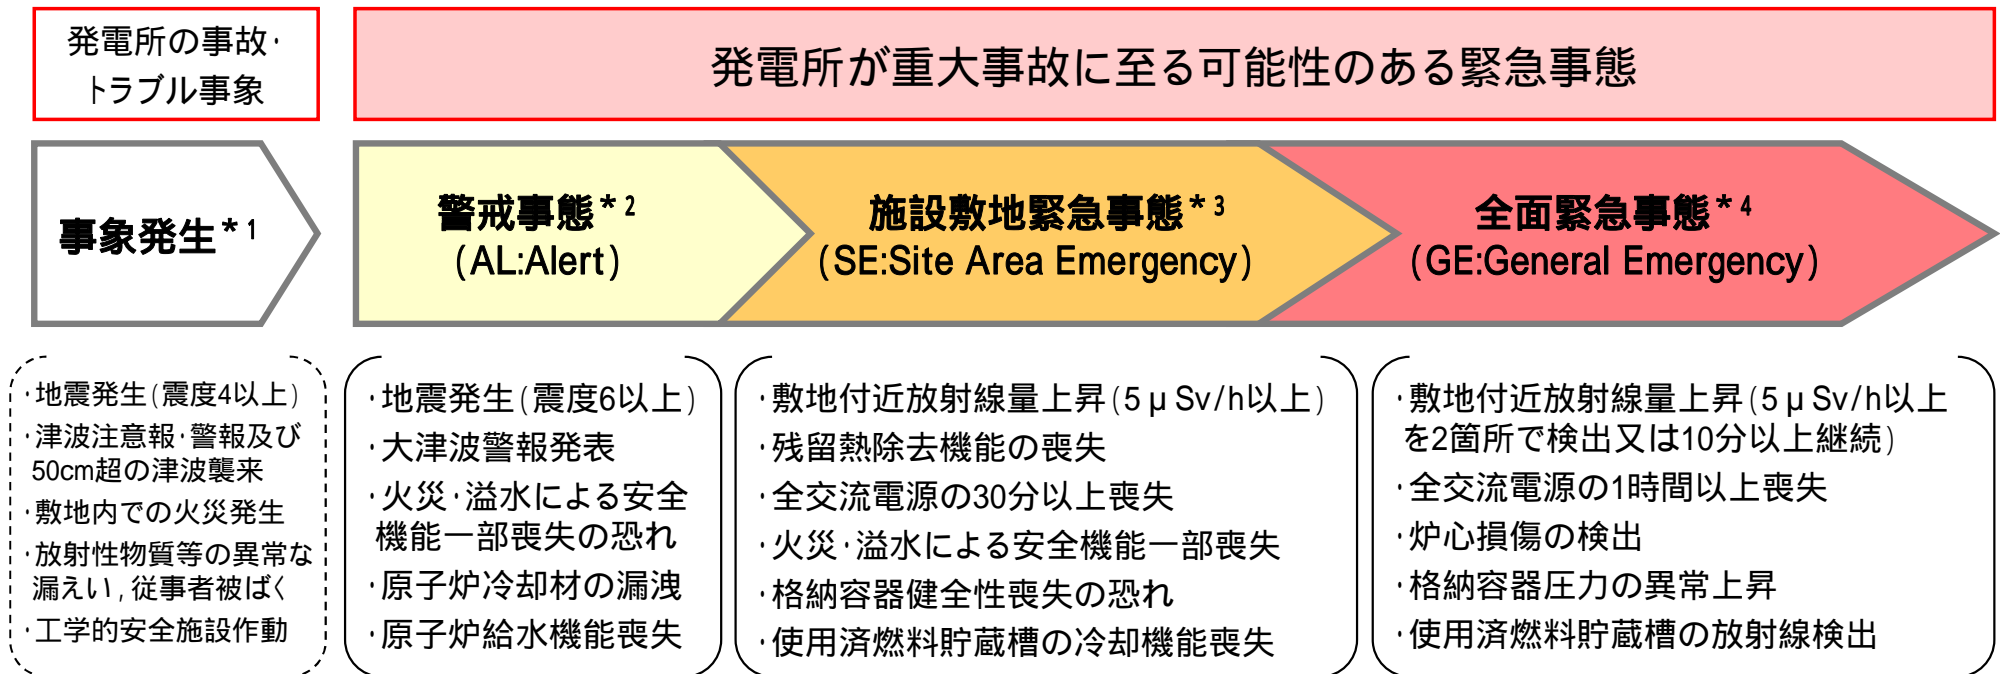 発電所の事故･
トラブル事象
発電所が重大事故に至る可能性のある緊急事態
事象発生*1
警戒事態*2
(AL:Alert)
施設敷地緊急事態*3
(SE:Site Area Emergency)
全面緊急事態*4
(GE:General Emergency)
･地震発生(震度4以上)
･津波注意報･警報及び
50cm超の津波襲来
･敷地内での火災発生
･放射性物質等の異常な
漏えい,従事者被ばく
･工学的安全施設作動
･地震発生(震度6以上)
･大津波警報発表
･火災･溢水による安全
機能一部喪失の恐れ
･原子炉冷却材の漏洩
･原子炉給水機能喪失
･敷地付近放射線量上昇(5μSv/h以上)
･残留熱除去機能の喪失
･全交流電源の30分以上喪失
･火災･溢水による安全機能一部喪失
･格納容器健全性喪失の恐れ
･使用済燃料貯蔵槽の冷却機能喪失
･敷地付近放射線量上昇(5μSv/h以上
を2箇所で検出又は10分以上継続)
･全交流電源の1時間以上喪失
･炉心損傷の検出
･格納容器圧力の異常上昇
･使用済燃料貯蔵槽の放射線検出